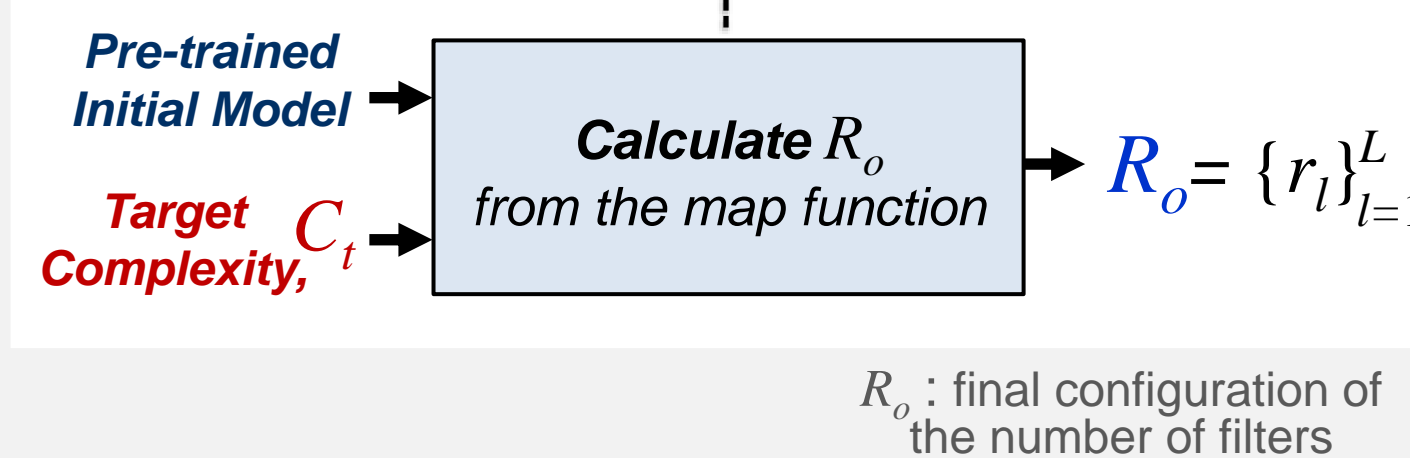 Pre-trained
Initial Model
Target
Complexity, C_t
Calculate R_o
from the map function
R_o = {r_l}_{l=1}^L
R_o : final configuration of
the number of filters